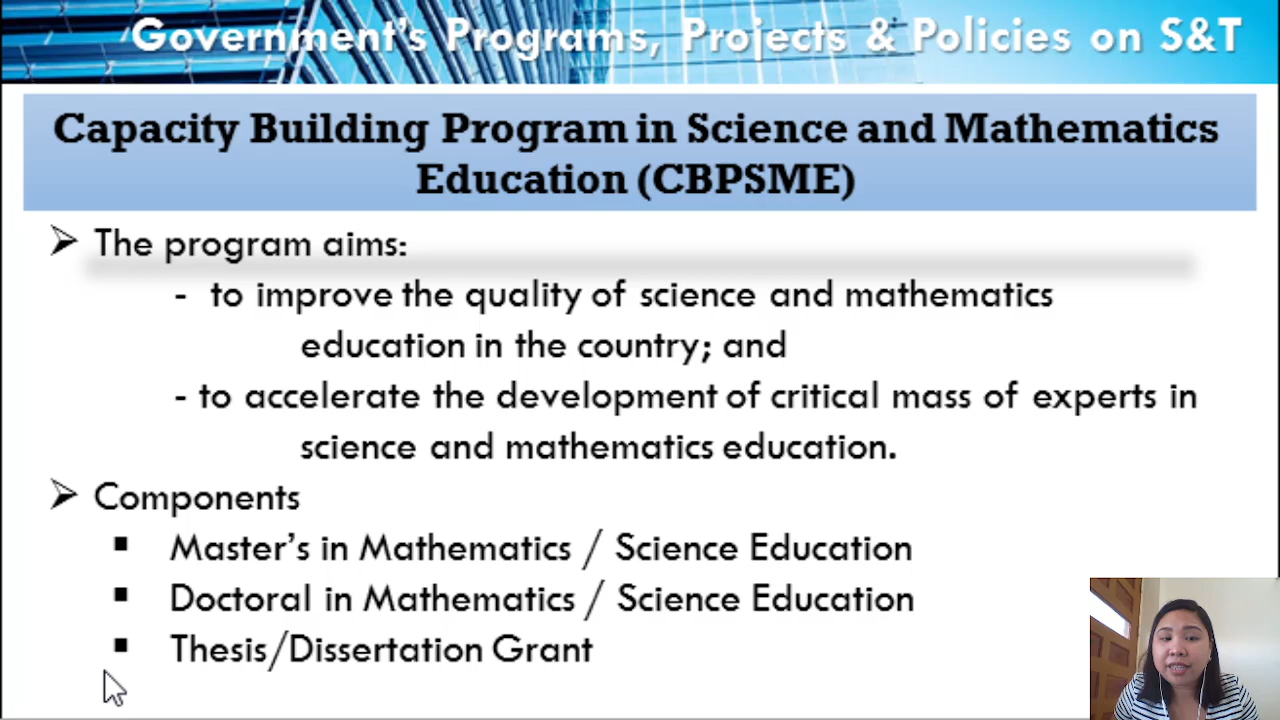 Government's Programs, Projects & Policies on S&T
Capacity Building Program in Science and Mathematics
Education (CBPSME)
➢ The program aims:
- to improve the quality of science and mathematics
education in the country; and
- to accelerate the development of critical mass of experts in
science and mathematics education.
➢ Components
▪ Master's in Mathematics / Science Education
▪ Doctoral in Mathematics / Science Education
▪ Thesis/Dissertation Grant